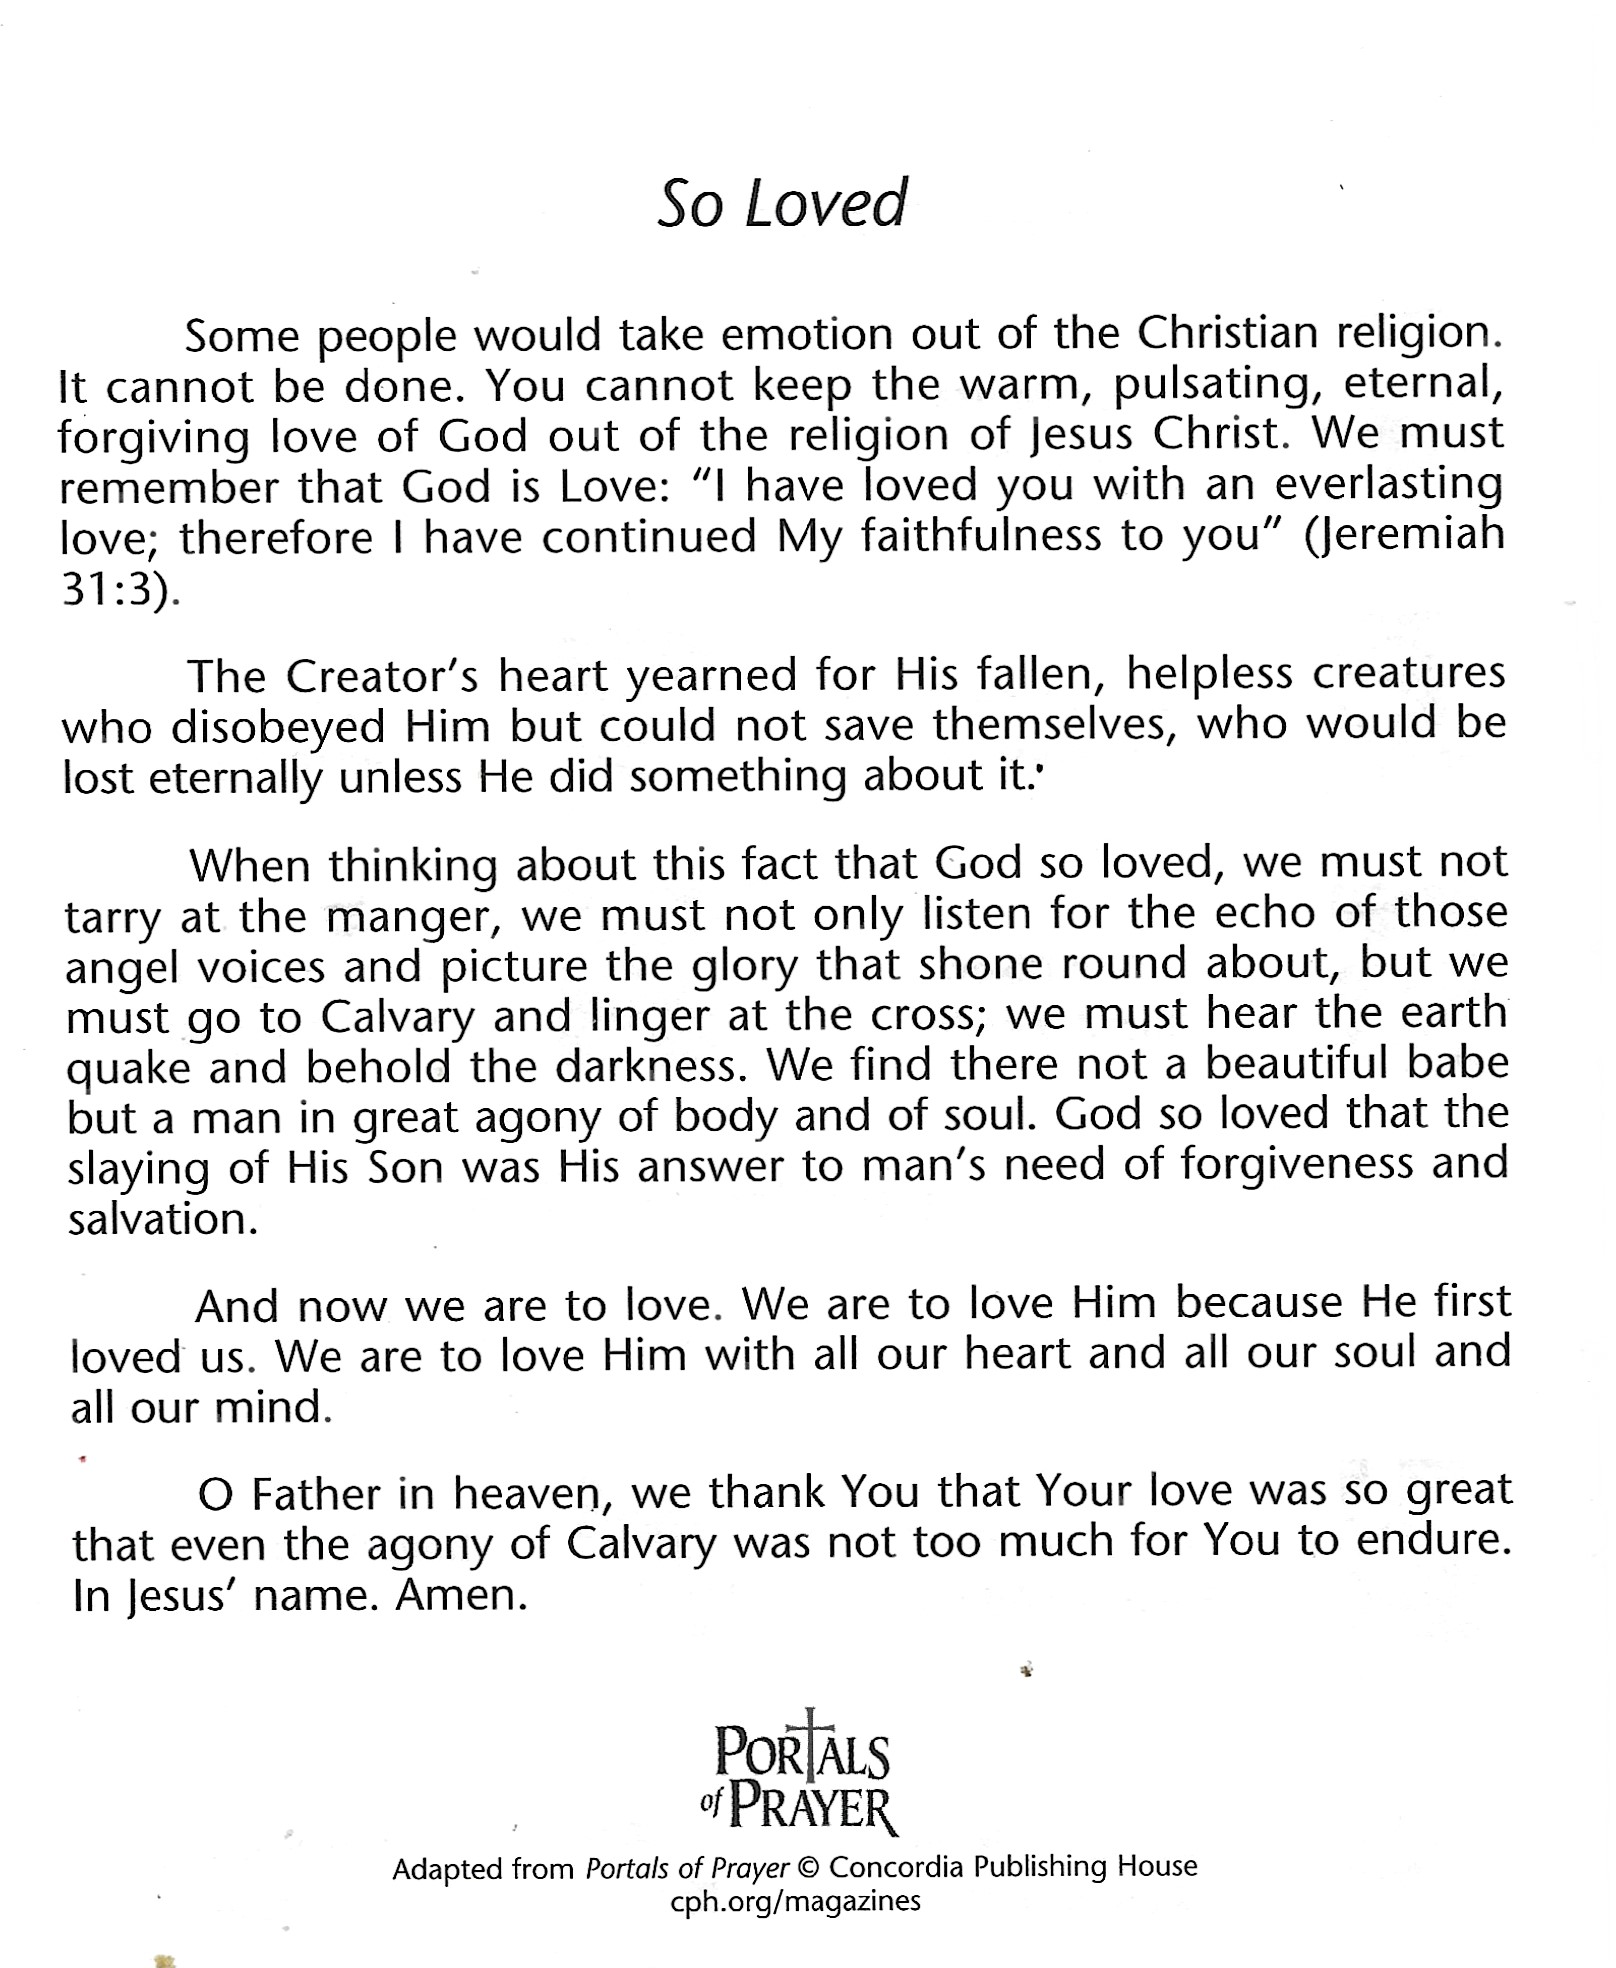 So Loved
Some people would take emotion out of the Christian religion.
It cannot be done. You cannot keep the warm, pulsating, eternal,
forgiving love of God out of the religion of Jesus Christ. We must
remember that God is Love: “I have loved you with an everlasting
love; therefore I have continued My faithfulness to you” (Jeremiah
31:3).
The Creator’s heart yearned for His fallen, helpless creatures
who disobeyed Him but could not save themselves, who would be
lost eternally unless He did something about it.
When thinking about this fact that God so loved, we must not
tarry at the manger, we must not only listen for the echo of those
angel voices and picture the glory that shone round about, but we
must go to Calvary and linger at the cross; we must hear the earth
quake and behold the darkness. We find there not a beautiful babe
but a man in great agony of body and of soul. God so loved that the
slaying of His Son was His answer to man’s need of forgiveness and
salvation.
And now we are to love. We are to love Him because He first
loved us. We are to love Him with all our heart and all our soul and
all our mind.
O Father in heaven, we thank You that Your love was so great
that even the agony of Calvary was not too much for You to endure.
In Jesus’ name. Amen.
PORTALS
of PRAYER
Adapted from Portals of Prayer © Concordia Publishing House
cph.org/magazines